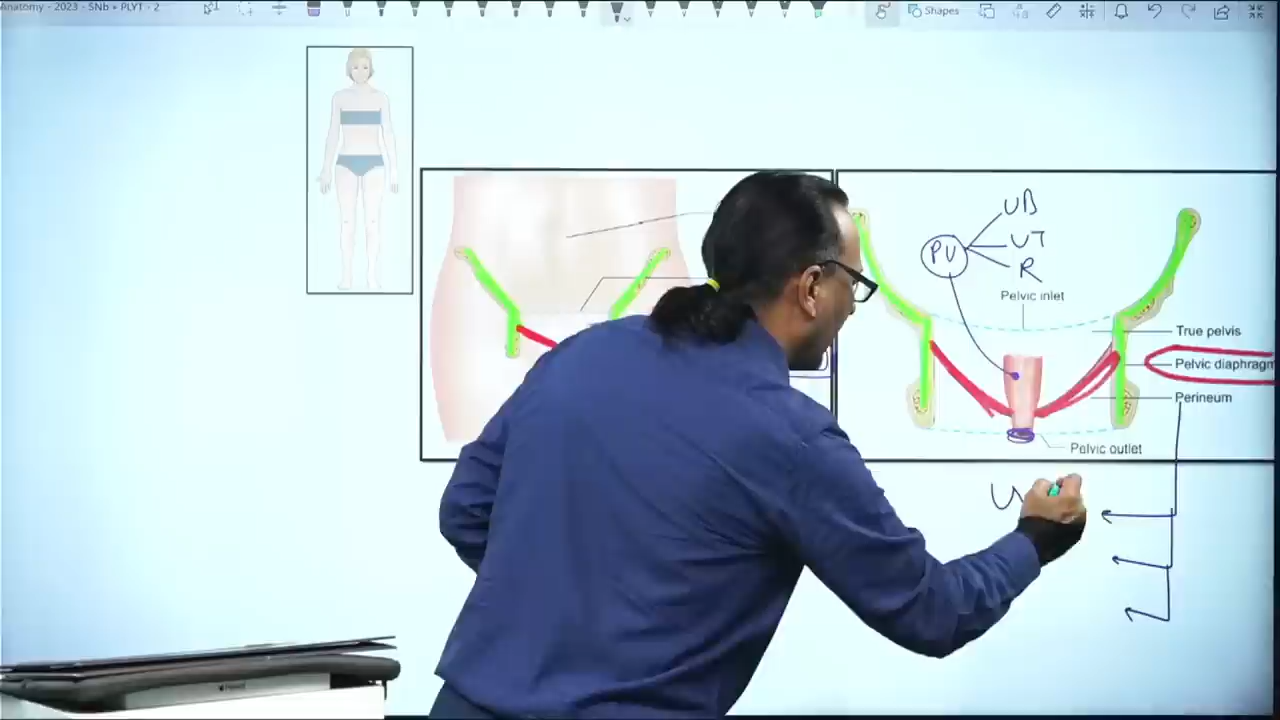 Anatomy - 2023 - SNb • PLYT - 2
Shapes
UB
PV
UT
R
Pelvic inlet
True pelvis
Pelvic diaphragm
Perineum
Pelvic outlet